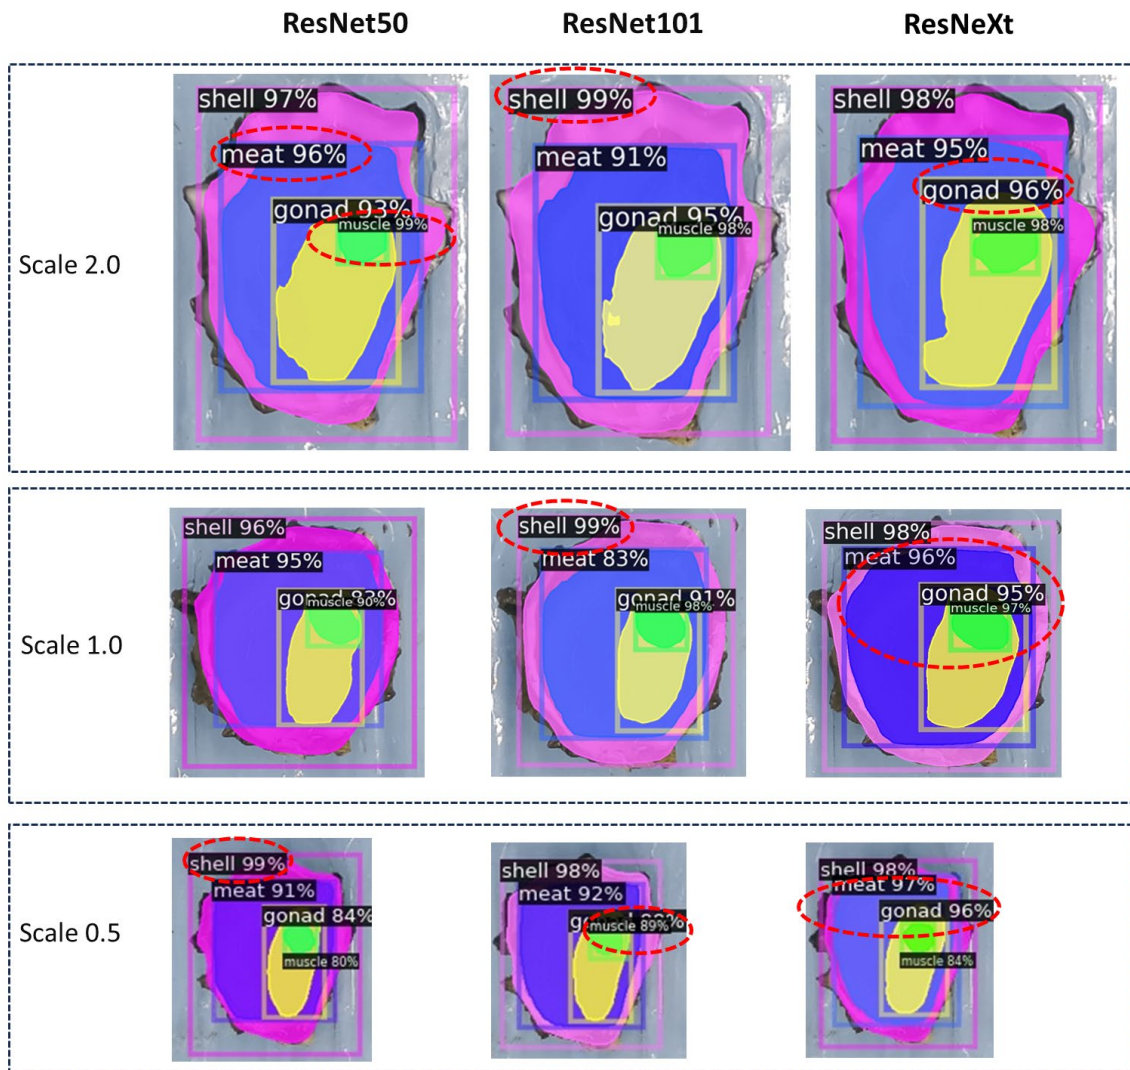 ResNet50 ResNet101 ResNeXt
Scale 2.0
shell 97%
meat 96%
gonad 93%
muscle 99%
shell 99%
meat 91%
gonad 95%
muscle 98%
shell 98%
meat 95%
gonad 96%
muscle 98%
Scale 1.0
shell 96%
meat 95%
gonad 83%
muscle 90%
shell 99%
meat 83%
gonad 91%
muscle 98%
shell 98%
meat 96%
gonad 95%
muscle 97%
Scale 0.5
shell 99%
meat 91%
gonad 84%
muscle 80%
shell 98%
meat 92%
muscle 89%
shell 98%
meat 97%
gonad 96%
muscle 84%